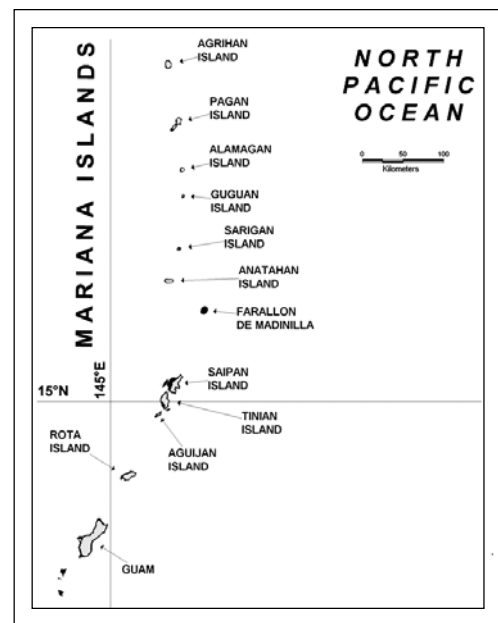 MARIANA ISLANDS
NORTH
PACIFIC
OCEAN
0 50 100
Kilometers
AGRIHAN
ISLAND
PAGAN
ISLAND
ALAMAGAN
ISLAND
GUGUAN
ISLAND
SARIGAN
ISLAND
ANATAHAN
ISLAND
FARALLON
DE MADINILLA
SAIPAN
ISLAND
15°N
145°E
TINIAN
ISLAND
AGUIJAN
ISLAND
ROTA
ISLAND
GUAM